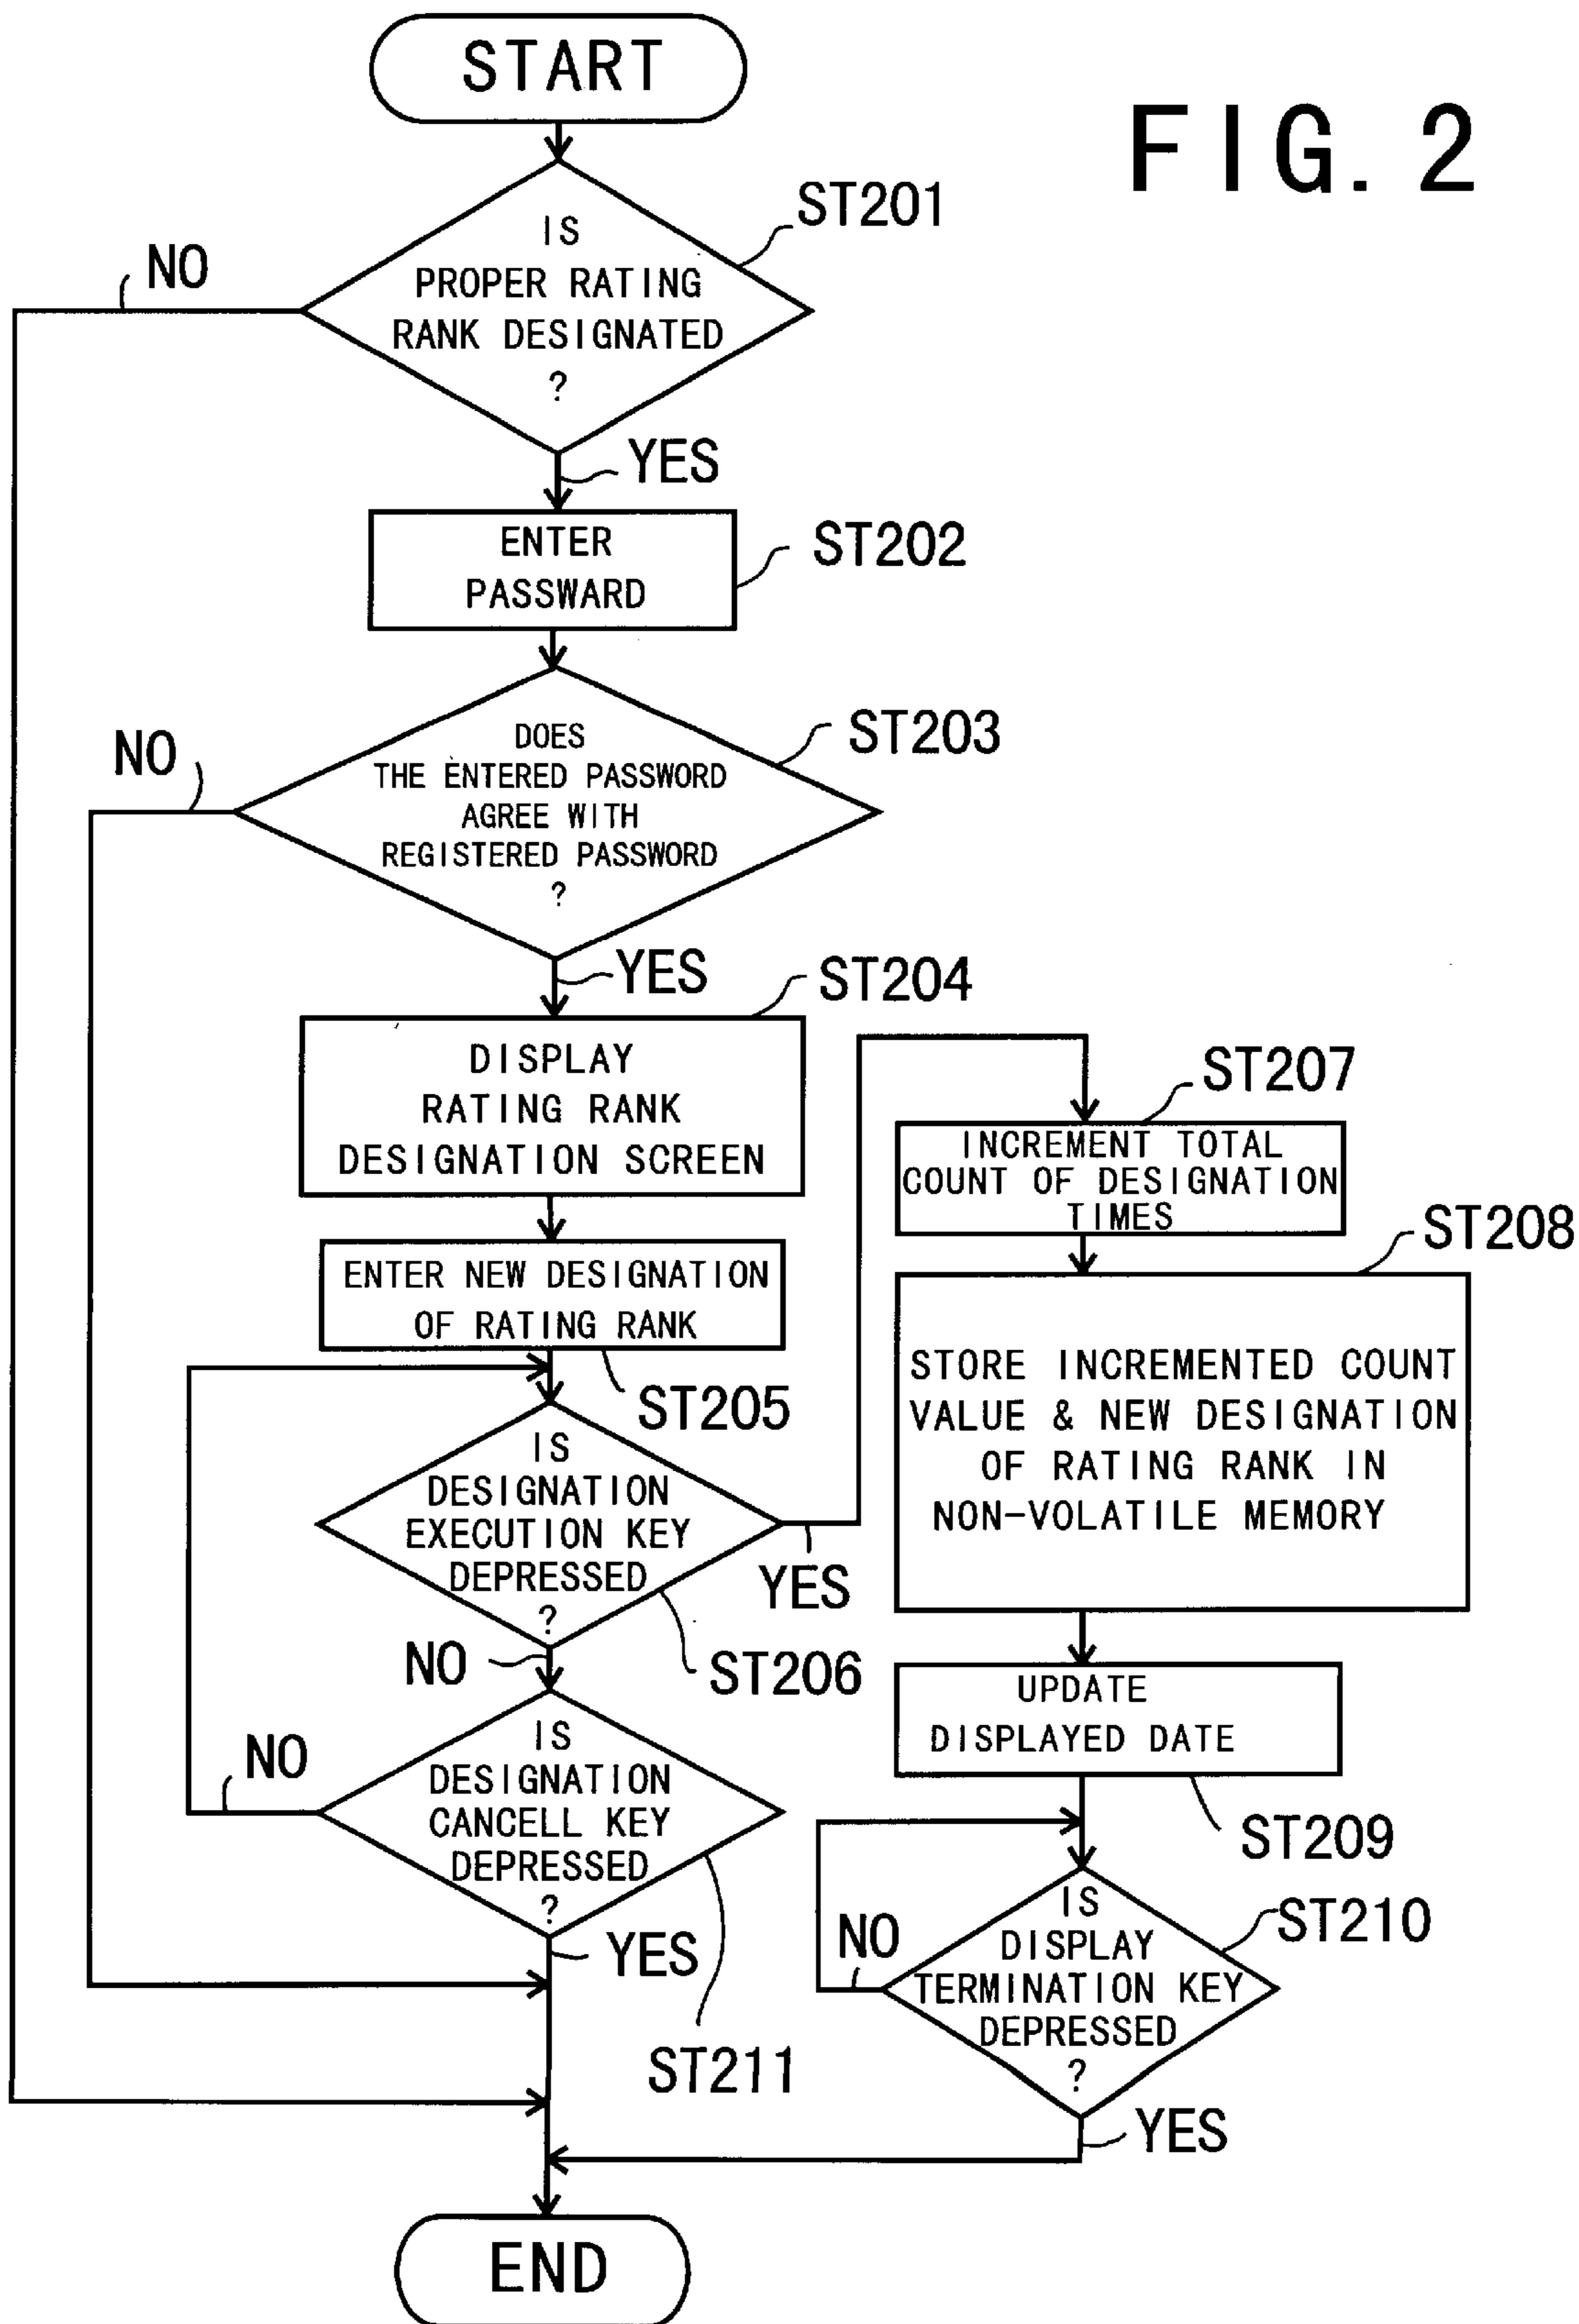 START
FIG. 2
ST201
IS
PROPER RATING
RANK DESIGNATED
?
NO
YES
ENTER
PASSWARD
ST202
DOES
THE ENTERED PASSWORD
AGREE WITH
REGISTERED PASSWORD
?
ST203
NO
YES
ST204
DISPLAY
RATING RANK
DESIGNATION SCREEN
ENTER NEW DESIGNATION
OF RATING RANK
ST205
IS
DESIGNATION
EXECUTION KEY
DEPRESSED
?
YES
NO
ST206
IS
DESIGNATION
CANCELL KEY
DEPRESSED
?
NO
YES
ST211
ST207
INCREMENT TOTAL
COUNT OF DESIGNATION
TIMES
ST208
STORE INCREMENTED COUNT
VALUE & NEW DESIGNATION
OF RATING RANK IN
NON-VOLATILE MEMORY
UPDATE
DISPLAYED DATE
ST209
IS
DISPLAY
TERMINATION KEY
DEPRESSED
?
ST210
NO
YES
END